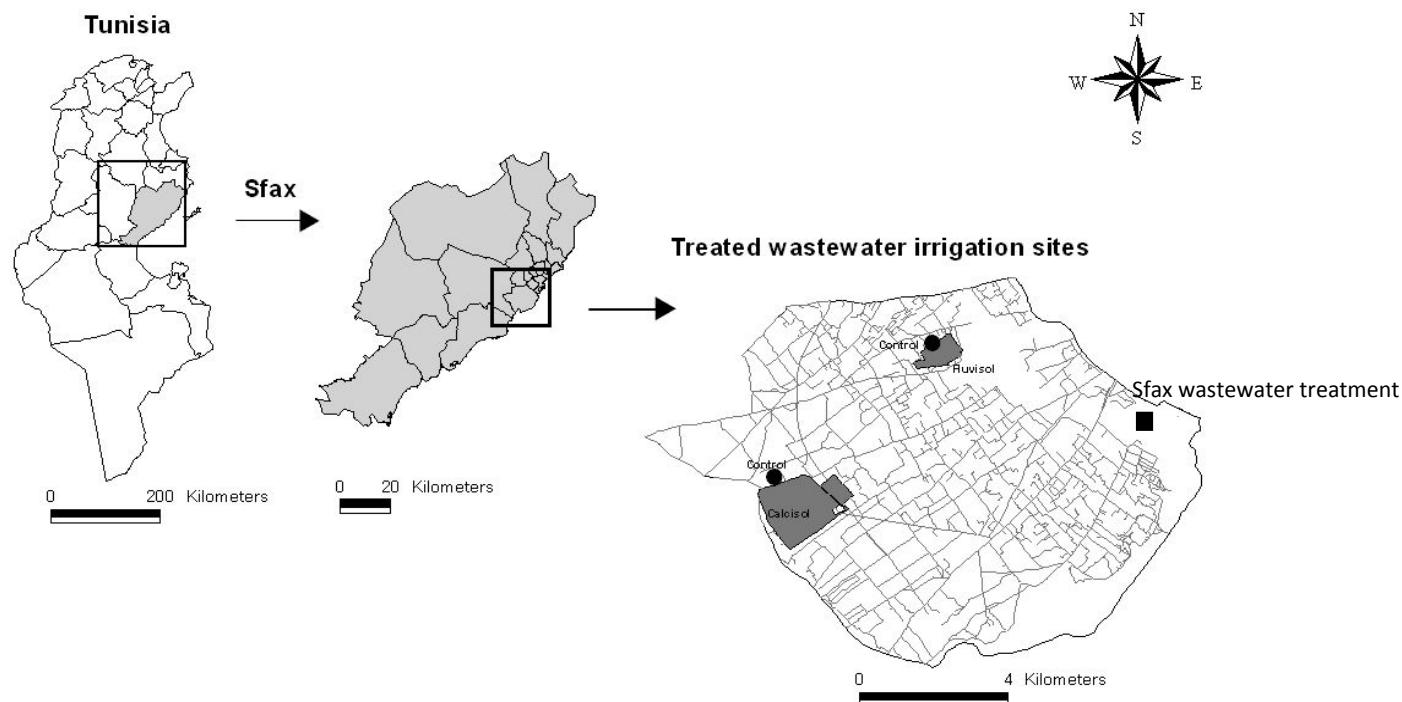 Tunisia
N
W
E
S
Sfax
Treated wastewater irrigation sites
Control
Fluvisol
Sfax wastewater treatment
Control
Calcisol
0 200 Kilometers
0 20 Kilometers
0 4 Kilometers